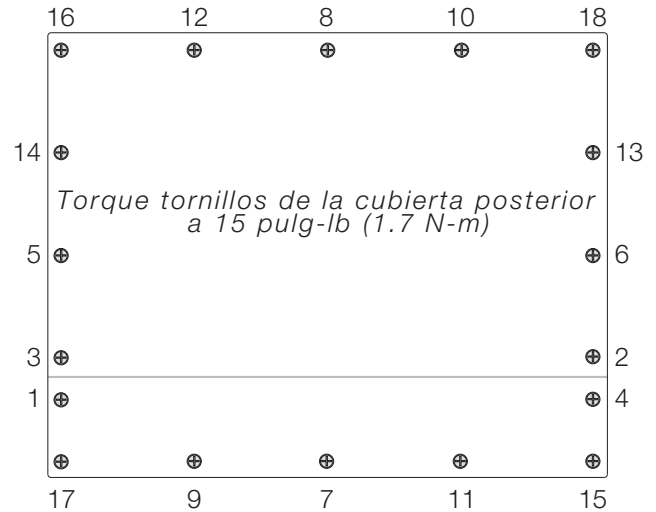 16 12 8 10 18
14 13
Torque tornillos de la cubierta posterior
a 15 pulg-lb (1.7 N-m)
5 6
3 2
1 4
17 9 7 11 15